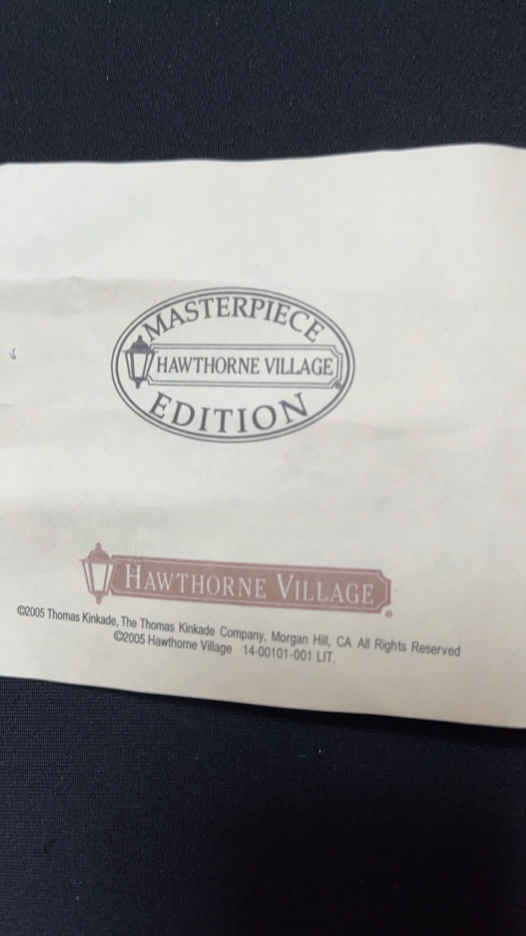 MASTERPIECE
HAWTHORNE VILLAGE
EDITION
HAWTHORNE VILLAGE
©2005 Thomas Kinkade, The Thomas Kinkade Company, Morgan Hill, CA All Rights Reserved
©2005 Hawthorne Village 14-00101-001 LIT.